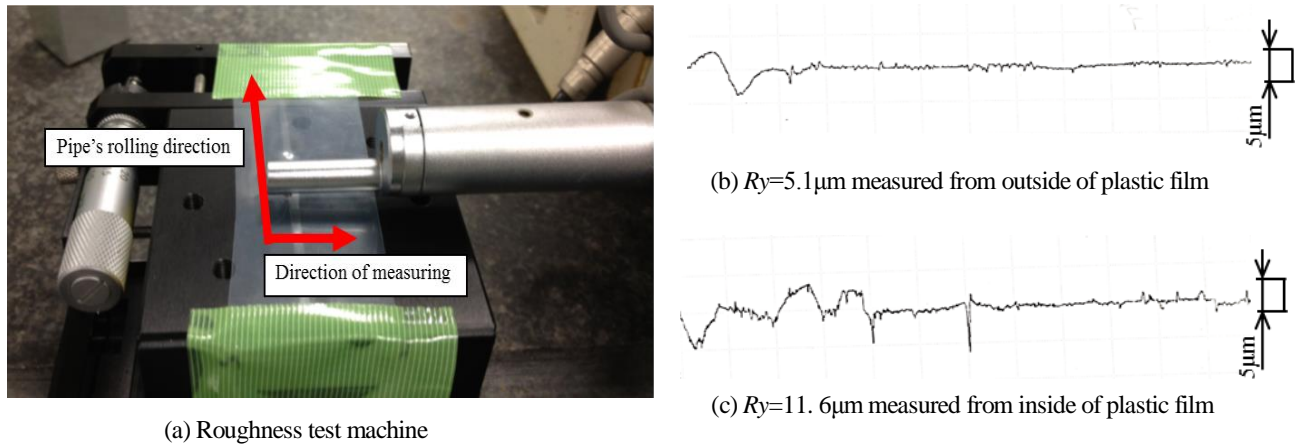 Pipe's rolling direction
Direction of measuring
(a) Roughness test machine
5μm
(b) Ry=5.1μm measured from outside of plastic film
5μm
(c) Ry=11. 6μm measured from inside of plastic film